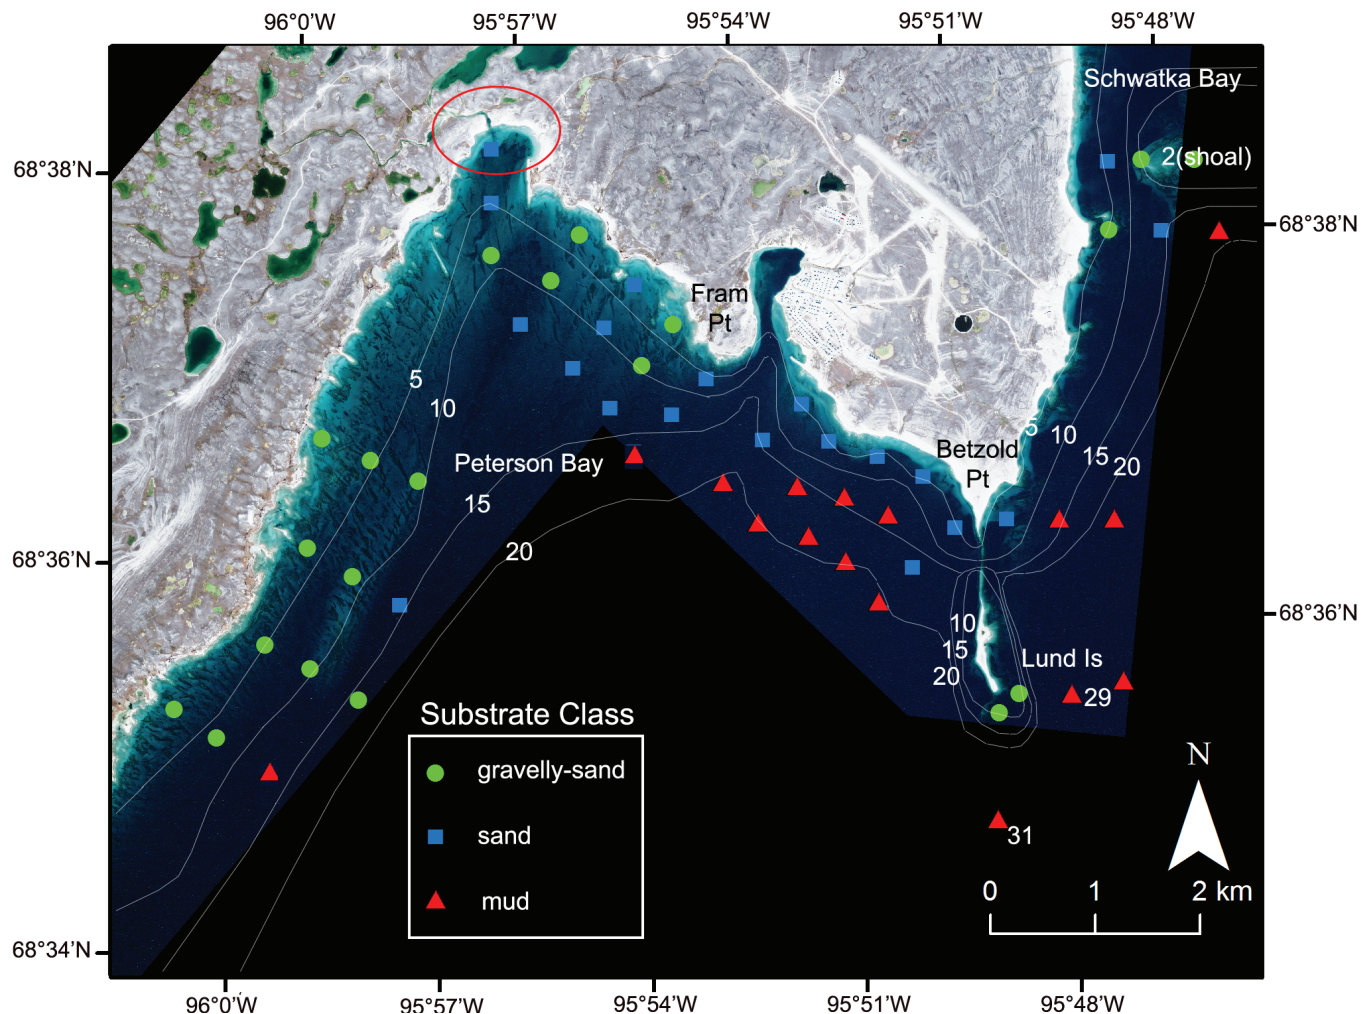 96°0'W 95°57'W 95°54'W 95°51'W 95°48'W
Schwatka Bay
2(shoal)
68°38'N
68°38'N
Fram
Pt
5
10
5
10
15
20
Betzold
Pt
Peterson Bay
15
20
68°36'N
68°36'N
10
15
20
Lund Is
29
31
Substrate Class
gravelly-sand
sand
mud
N
0 1 2 km
68°34'N
96°0'W 95°57'W 95°54'W 95°51'W 95°48'W